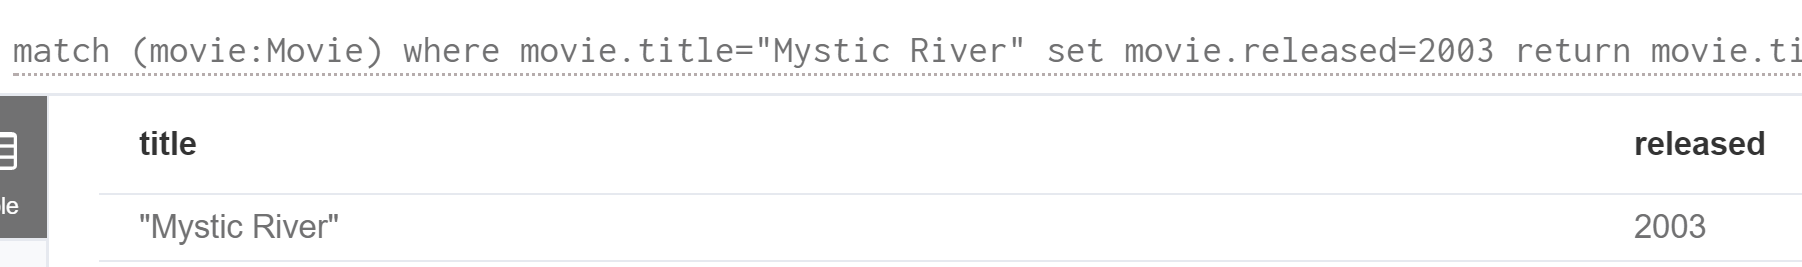 match (movie:Movie) where movie.title="Mystic River" set movie.released=2003 return movie.ti
title released
le
"Mystic River" 2003